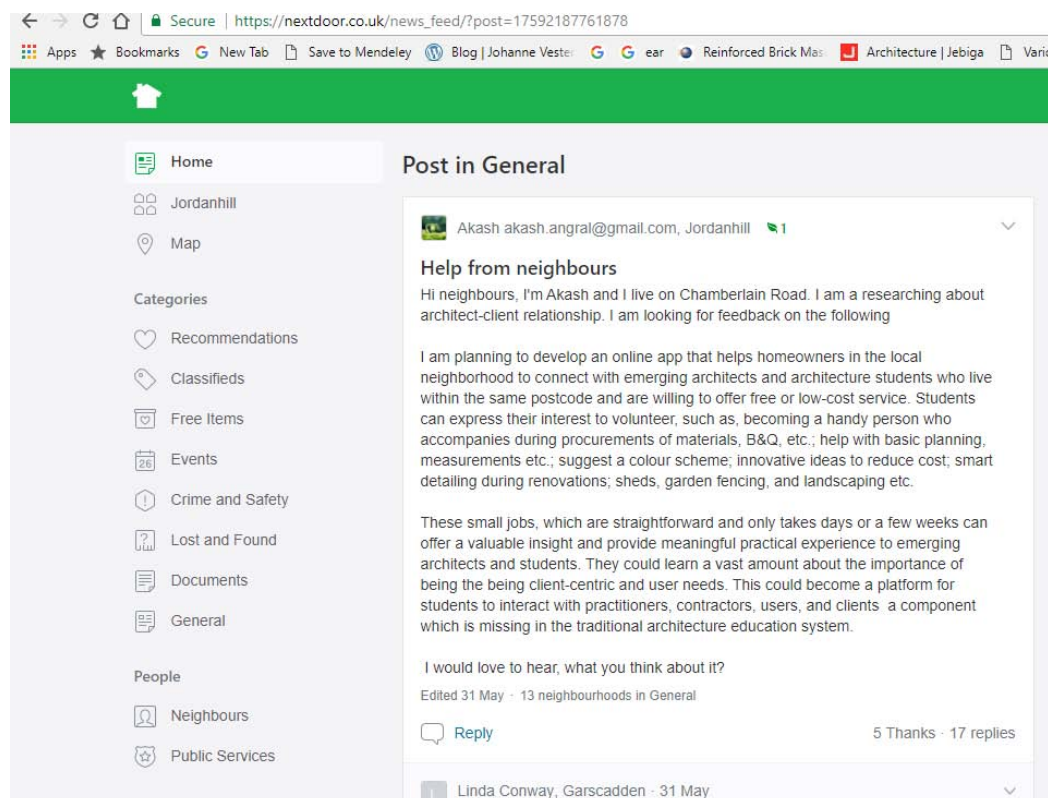 Secure | https://nextdoor.co.uk/news_feed/?post=17592187761878
Apps Bookmarks New Tab Save to Mendeley Blog | Johanne Veste ear Reinforced Brick Mas Architecture | Jebiga Vario
Home
Jordanhill
Map
Categories
Recommendations
Classifieds
Free Items
26 Events
Crime and Safety
Lost and Found
Documents
General
People
Neighbours
Public Services
Post in General
Akash akash.angral@gmail.com, Jordanhill 1
Help from neighbours
Hi neighbours, I'm Akash and I live on Chamberlain Road. I am a researching about
architect-client relationship. I am looking for feedback on the following
I am planning to develop an online app that helps homeowners in the local
neighborhood to connect with emerging architects and architecture students who live
within the same postcode and are willing to offer free or low-cost service. Students
can express their interest to volunteer, such as, becoming a handy person who
accompanies during procurements of materials, B&Q, etc.; help with basic planning,
measurements etc.; suggest a colour scheme; innovative ideas to reduce cost; smart
detailing during renovations; sheds, garden fencing, and landscaping etc.
These small jobs, which are straightforward and only takes days or a few weeks can
offer a valuable insight and provide meaningful practical experience to emerging
architects and students. They could learn a vast amount about the importance of
being the being client-centric and user needs. This could become a platform for
students to interact with practitioners, contractors, users, and clients a component
which is missing in the traditional architecture education system.
I would love to hear, what you think about it?
Edited 31 May · 13 neighbourhoods in General
Reply 5 Thanks · 17 replies
Linda Conway, Garscadden · 31 May